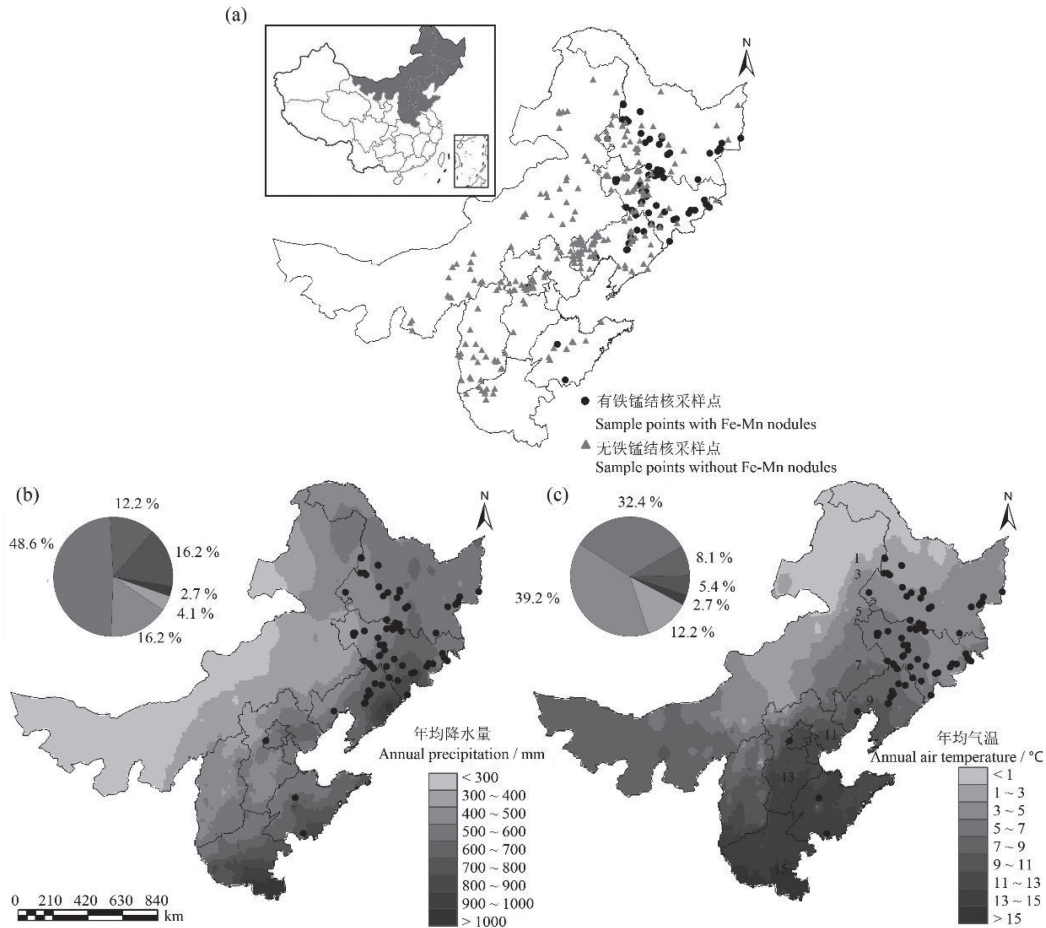 (a)
N
有铁锰结核采样点
Sample points with Fe-Mn nodules
无铁锰结核采样点
Sample points without Fe-Mn nodules
(b)
12.2 %
48.6 %
16.2 %
2.7 %
4.1 %
16.2 %
N
年均降水量
Annual precipitation / mm
< 300
300 ~ 400
400 ~ 500
500 ~ 600
600 ~ 700
700 ~ 800
800 ~ 900
900 ~ 1000
> 1000
0 210 420 630 840
km
(c)
32.4 %
8.1 %
5.4 %
39.2 %
2.7 %
12.2 %
N
1
3
5
7
9
11
13
15
年均气温
Annual air temperature / °C
< 1
1 ~ 3
3 ~ 5
5 ~ 7
7 ~ 9
9 ~ 11
11 ~ 13
13 ~ 15
> 15